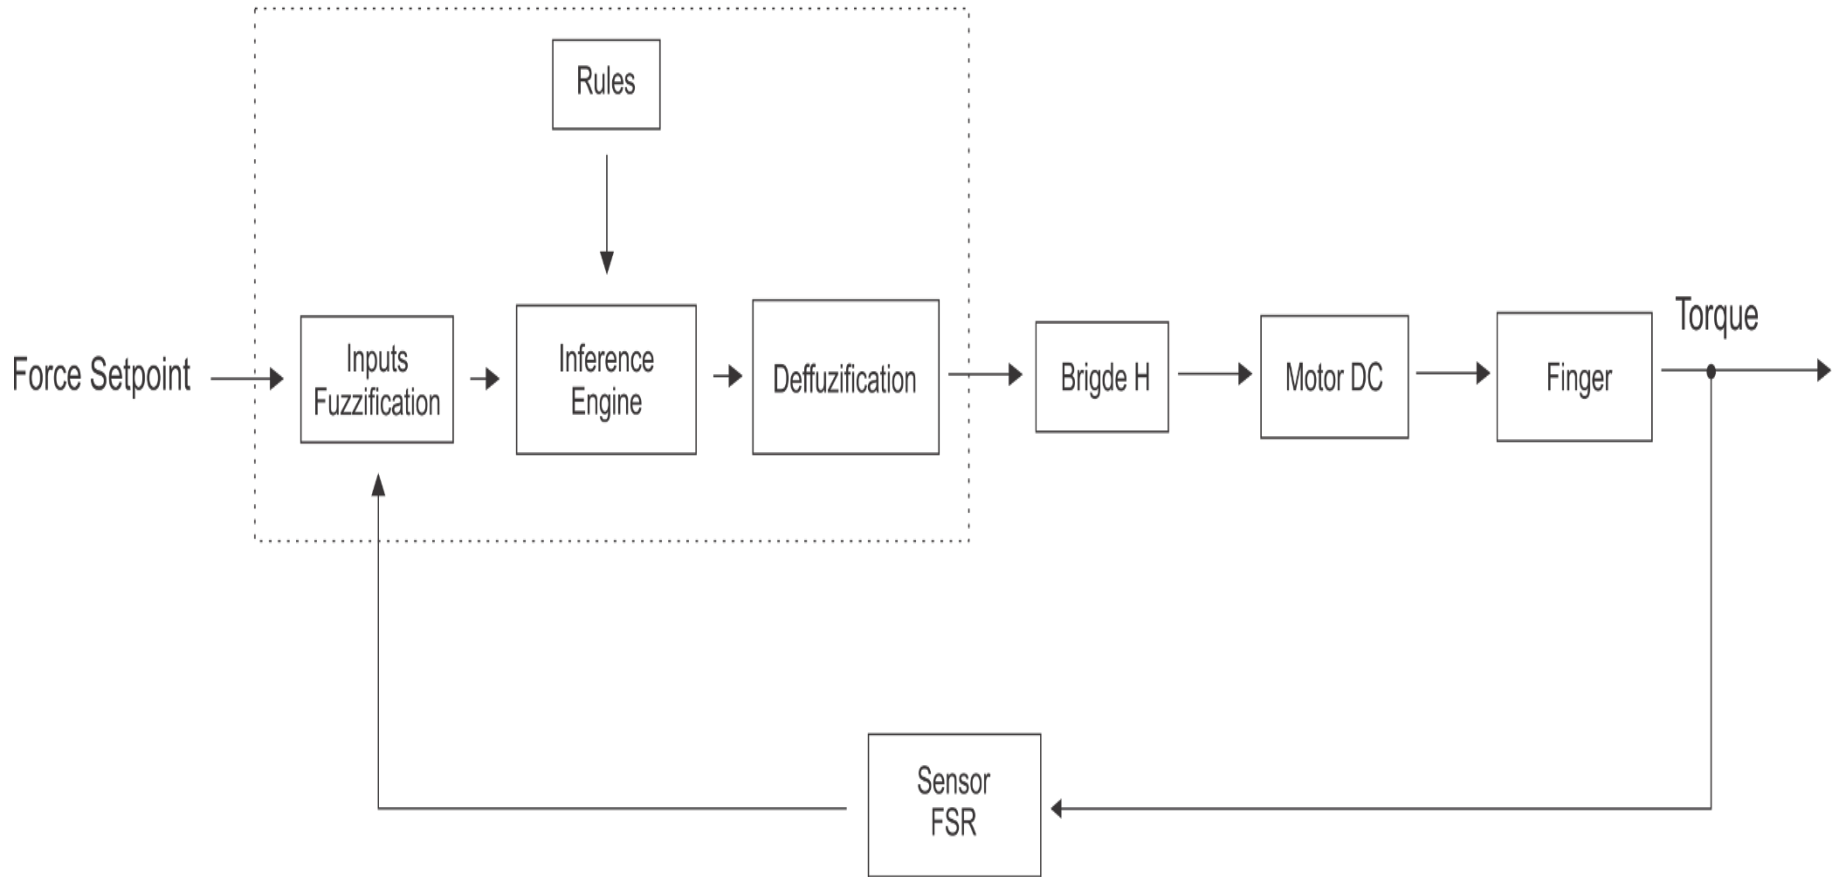 Rules
Torque
Force Setpoint
Inputs
Fuzzification
Inference
Engine
Deffuzification
Brigde H
Motor DC
Finger
Sensor
FSR